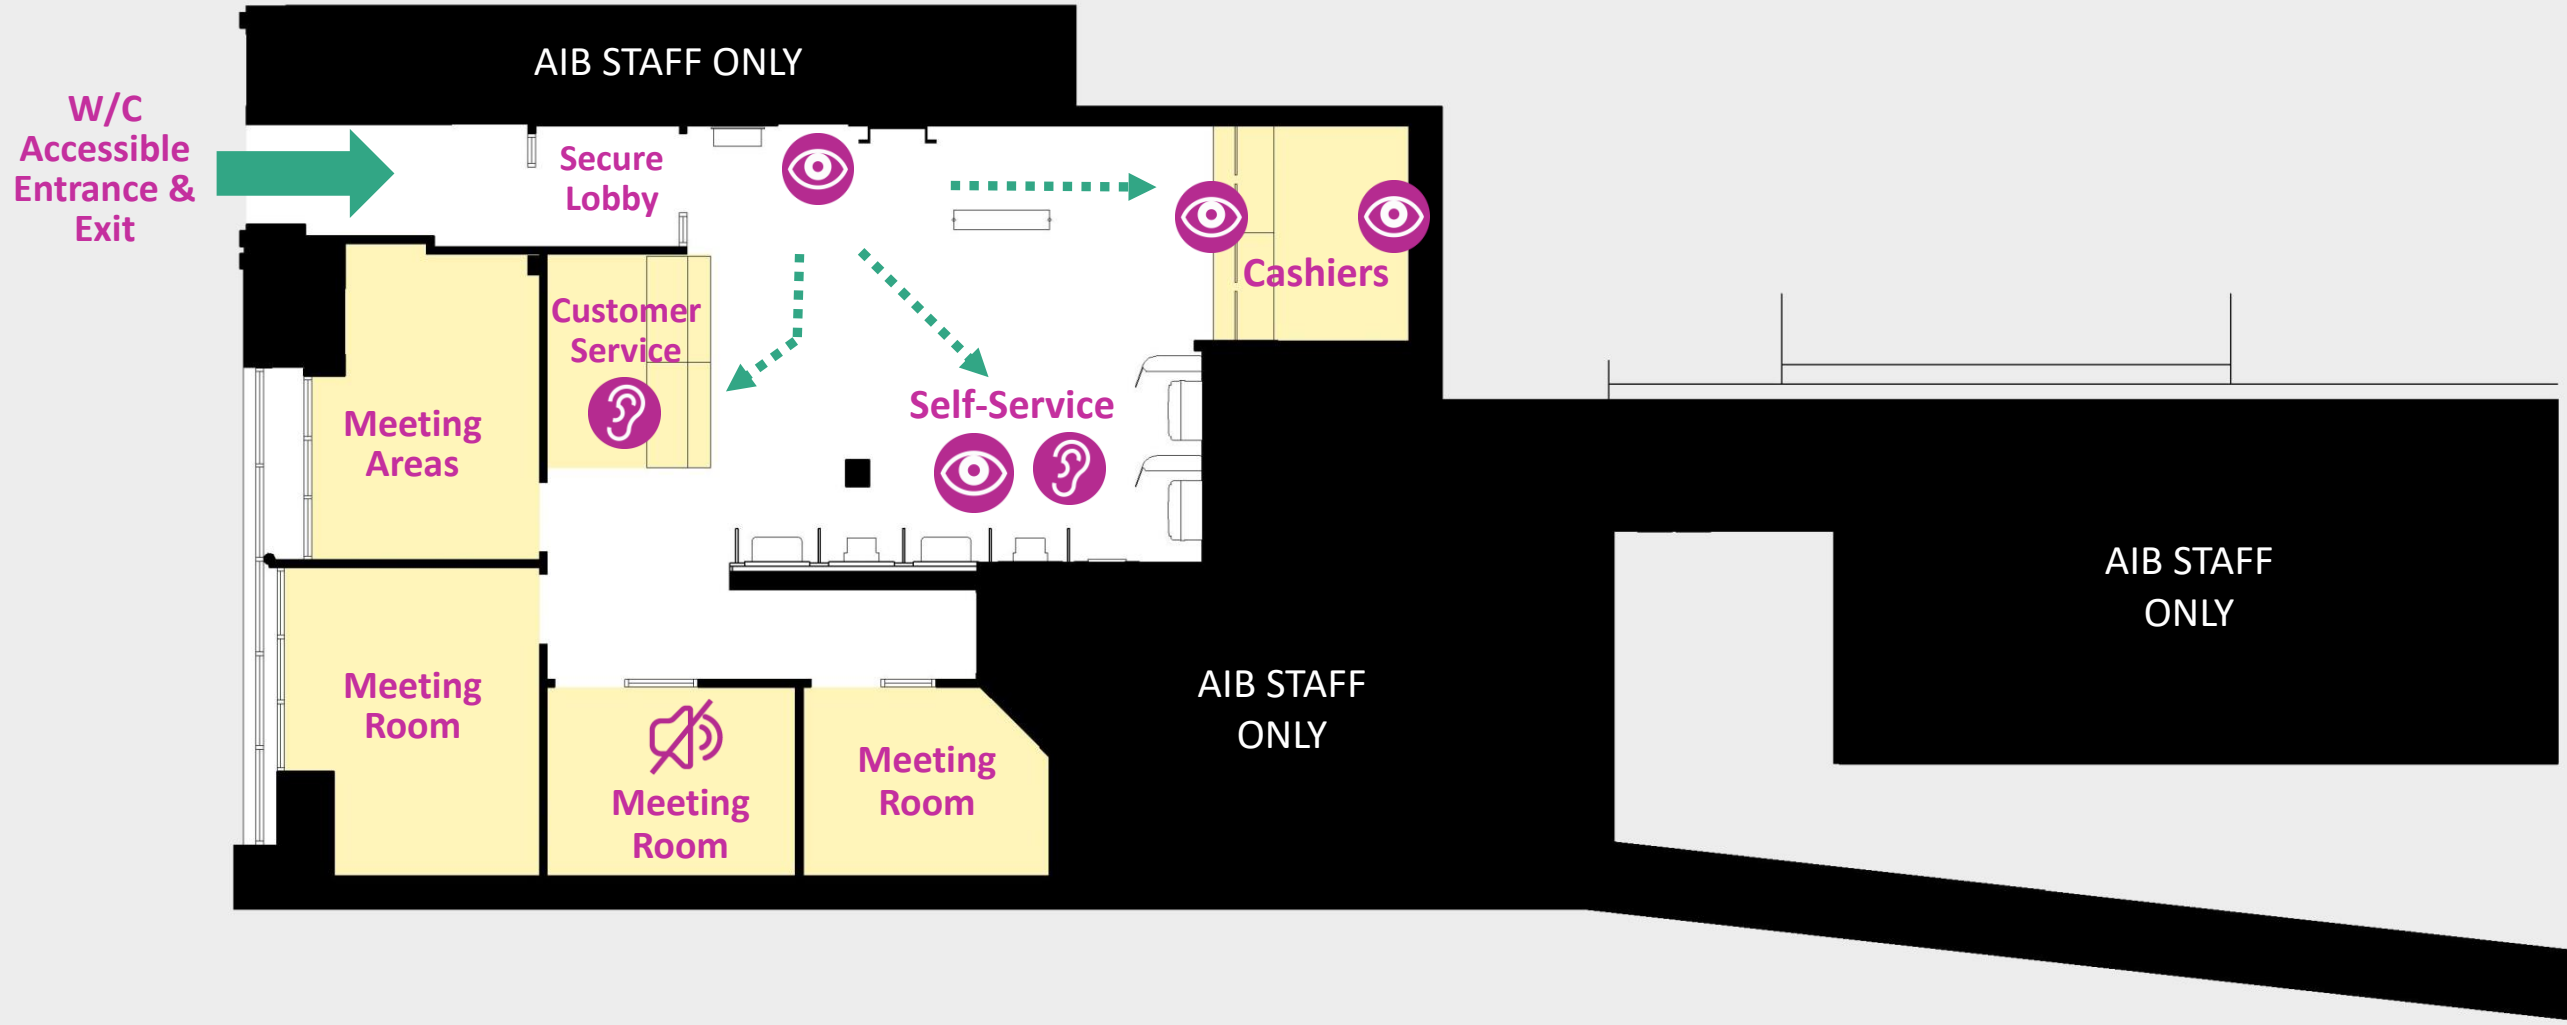 AIB STAFF ONLY
W/C
Accessible
Entrance &
Exit
Secure
Lobby
Customer
Service
Cashiers
Meeting
Areas
Self-Service
Meeting
Room
Meeting
Room
Meeting
Room
AIB STAFF
ONLY
AIB STAFF
ONLY